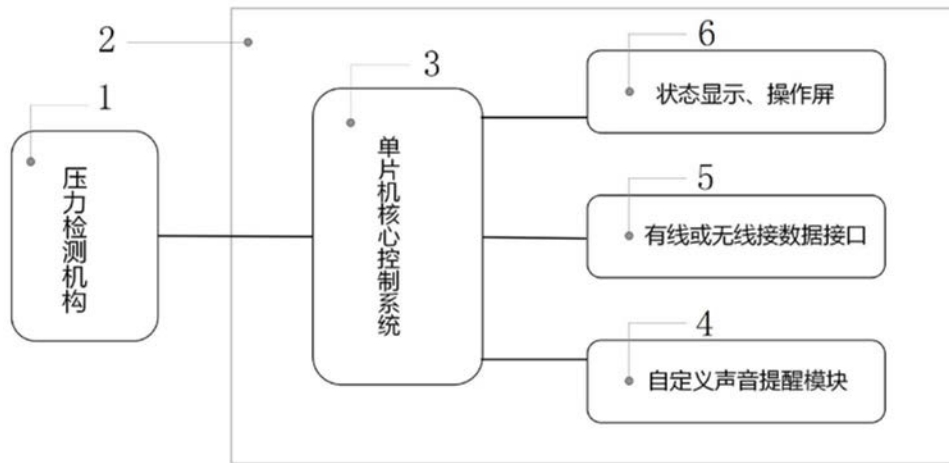 2
6
状态显示、操作屏
3
1
单片机核心控制系统
压力检测机构
5
有线或无线接数据接口
4
自定义声音提醒模块